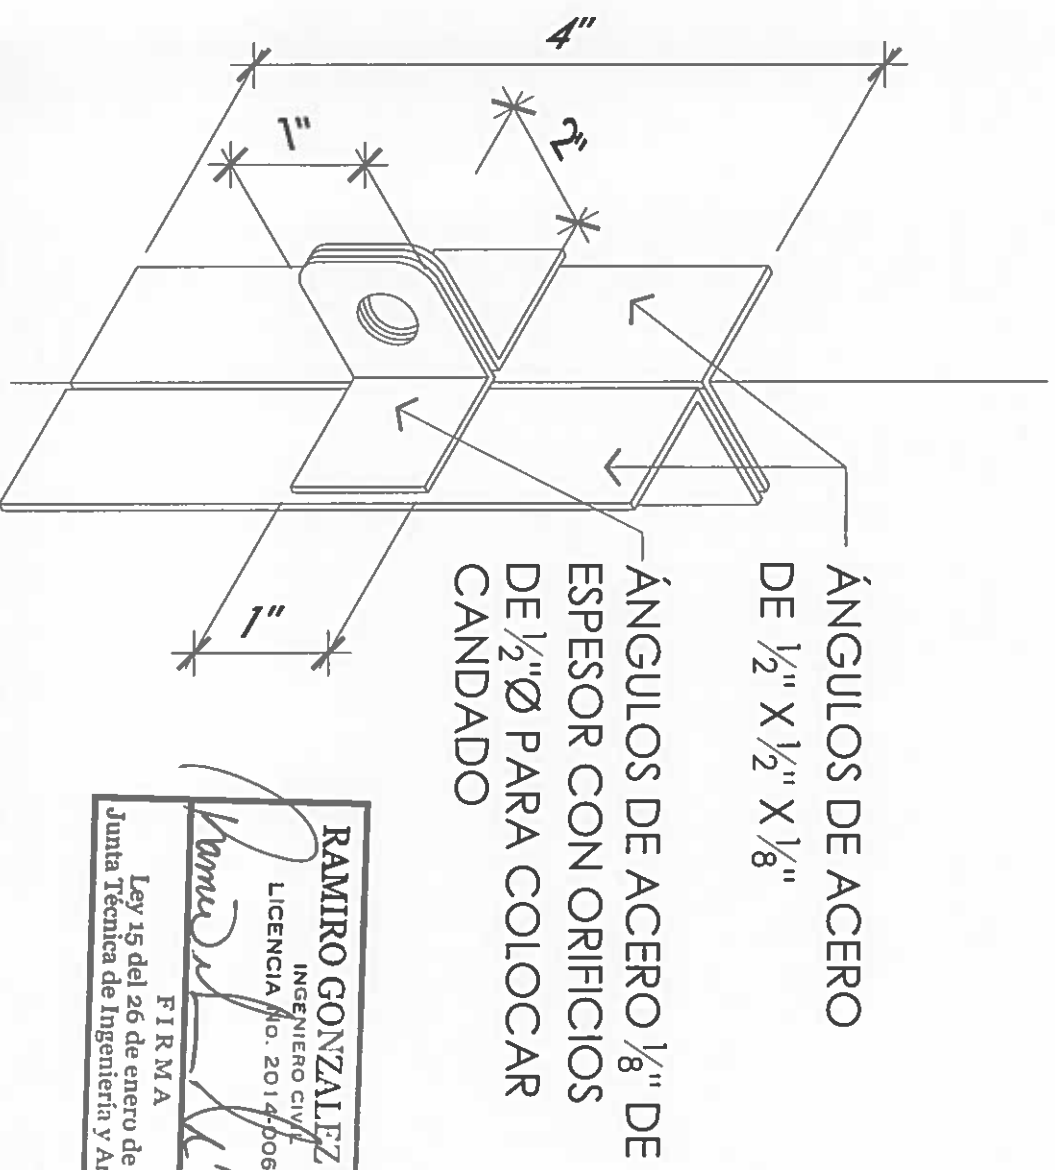 4"
2"
1"
1"
ÁNGULOS DE ACERO
DE ½" X ½" X ⅛"
ÁNGULOS DE ACERO ⅛" DE
ESPESOR CON ORIFICIOS
DE ½"Ø PARA COLOCAR
CANDADO
RAMIRO GONZALEZ
INGENIERO CIVIL
LICENCIA No. 2014-006
FIRMA
Ley 15 del 26 de enero de
Junta Técnica de Ingeniería y